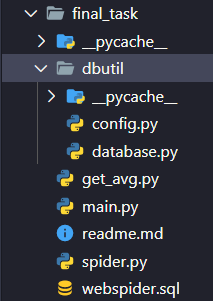 final_task
__pycache__
dbutil
__pycache__
config.py
database.py
get_avg.py
main.py
readme.md
spider.py
webspider.sql